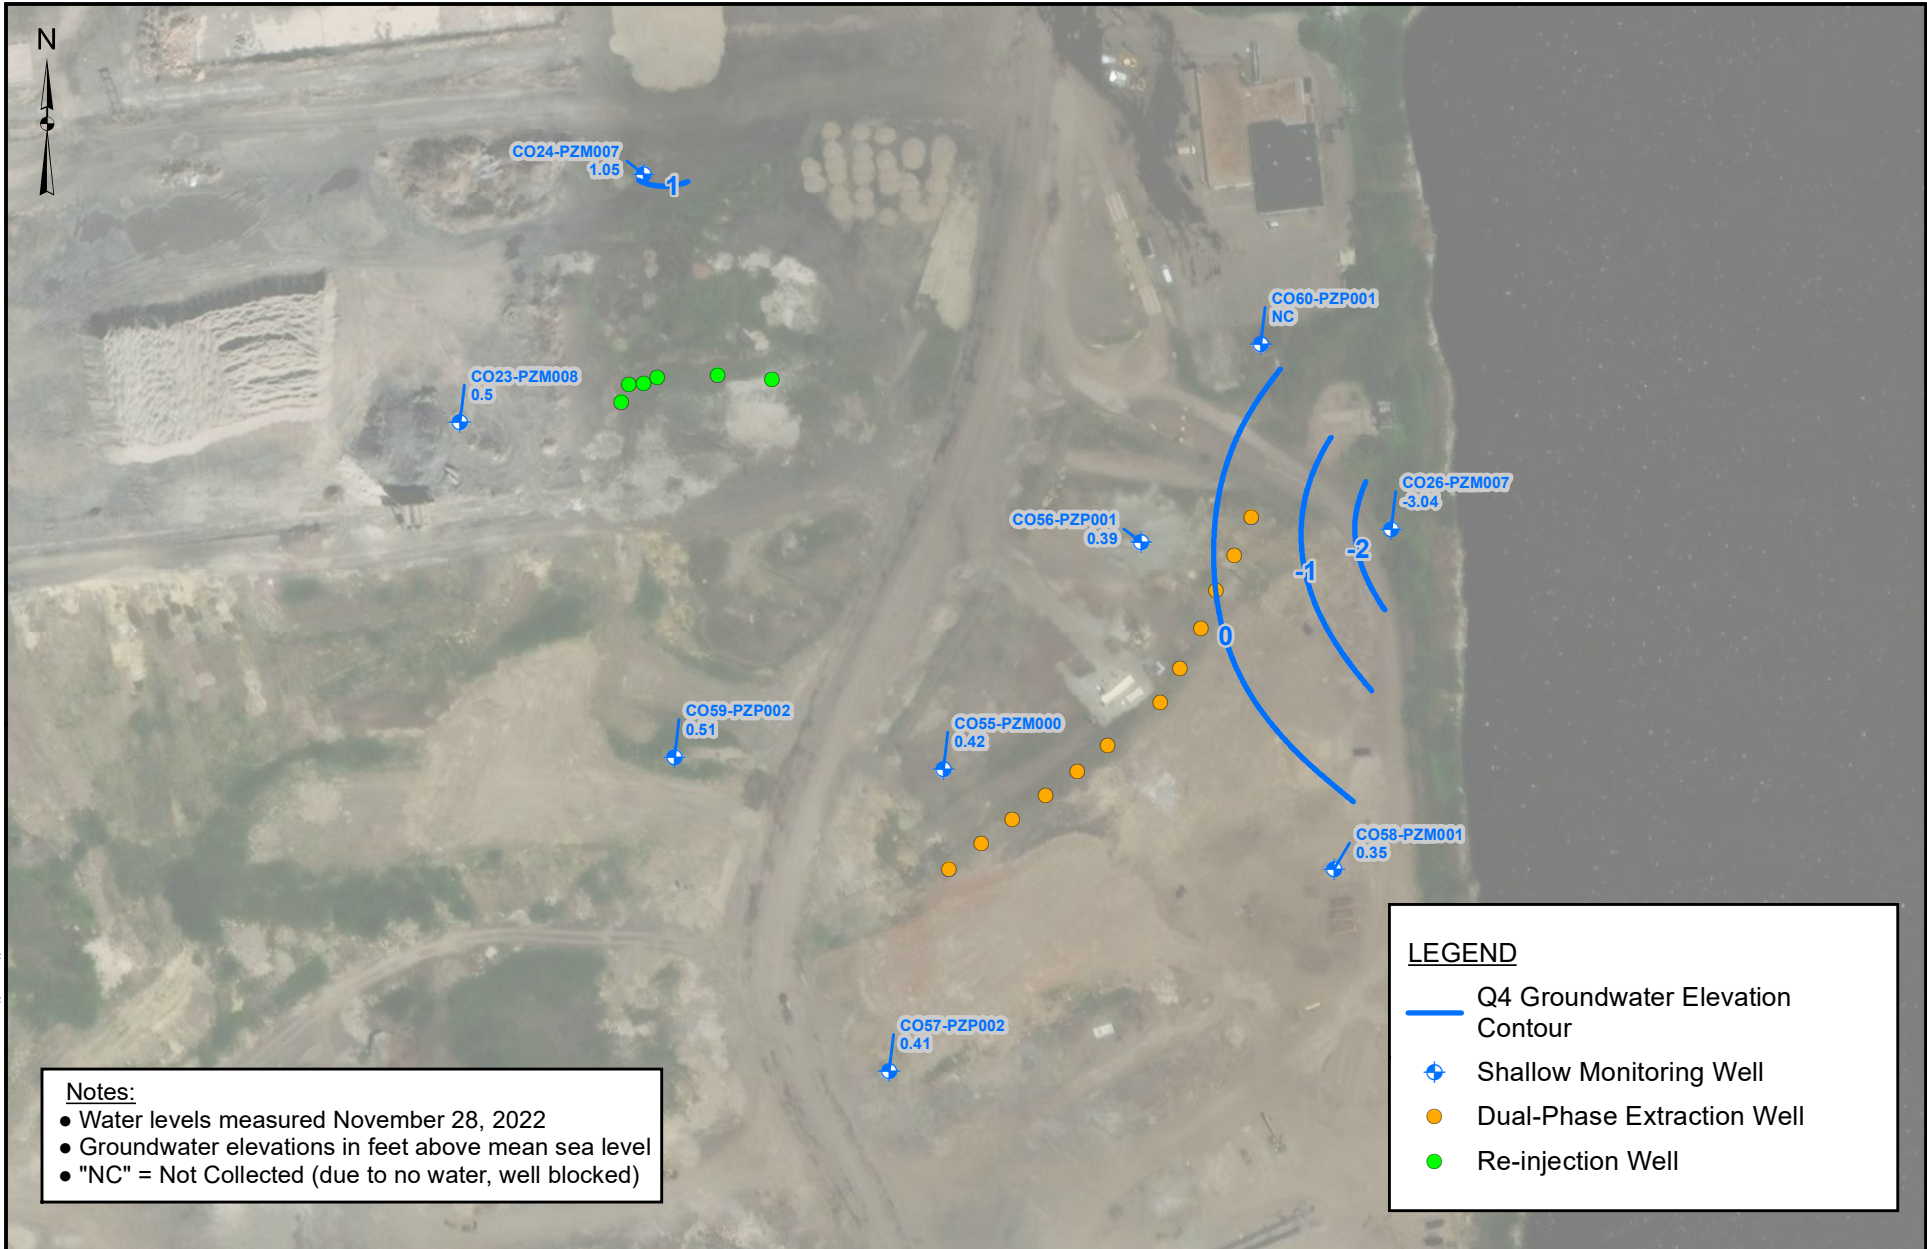 N
CO24-PZM007
1.05
1
CO60-PZP001
NC
CO23-PZM008
0.5
CO26-PZM007
-3.04
CO56-PZP001
0.39
-2
-1
0
CO59-PZP002
0.51
CO55-PZM000
0.42
CO58-PZM001
0.35
CO57-PZP002
0.41
LEGEND
Q4 Groundwater Elevation
Contour
Shallow Monitoring Well
Dual-Phase Extraction Well
Re-injection Well
Notes:
● Water levels measured November 28, 2022
● Groundwater elevations in feet above mean sea level
● "NC" = Not Collected (due to no water, well blocked)